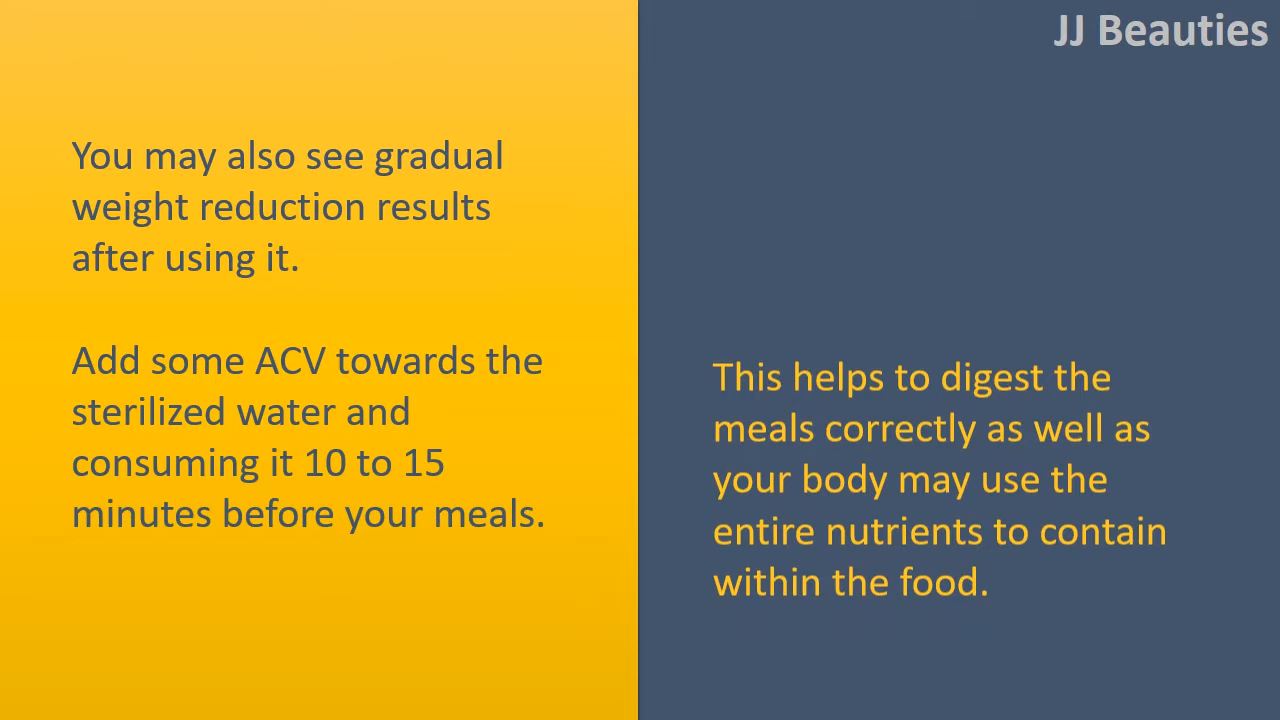 JJ Beauties
You may also see gradual
weight reduction results
after using it.
Add some ACV towards the
sterilized water and
consuming it 10 to 15
minutes before your meals.
This helps to digest the
meals correctly as well as
your body may use the
entire nutrients to contain
within the food.